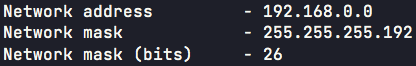 Network address         - 192.168.0.0
Network mask            - 255.255.255.192
Network mask (bits)     - 26